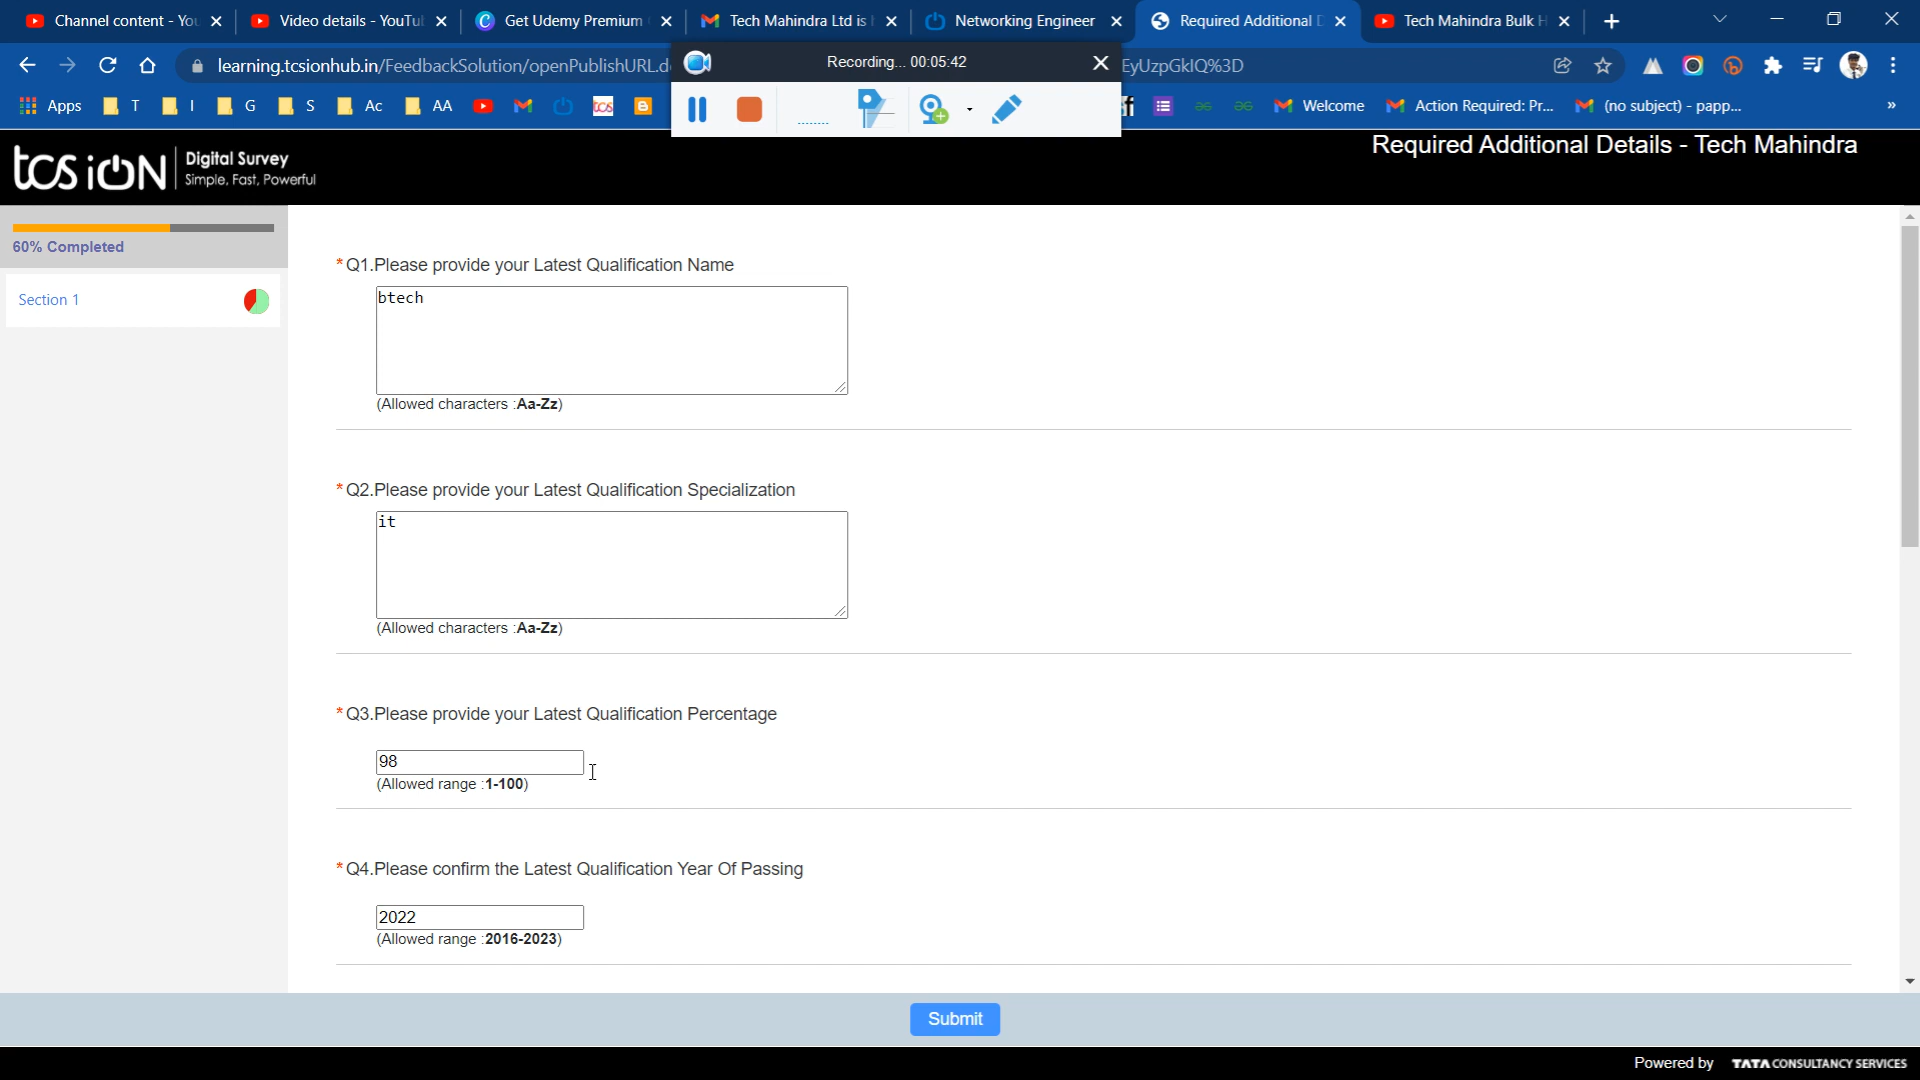 Channel content - You
Video details - YouTu
Get Udemy Premium
Tech Mahindra Ltd is
Networking Engineer
Required Additional D
Tech Mahindra Bulk H
learning.tcsionhub.in/FeedbackSolution/openPublishURL.d
EyUzpGkIQ%3D
Recording... 00:05:42
Apps
T
I
G
S
Ac
AA
Welcome
Action Required: Pr...
(no subject) - papp...
»
tcs iON
Digital Survey
Simple, Fast, Powerful
Required Additional Details - Tech Mahindra
60% Completed
Section 1
*Q1.Please provide your Latest Qualification Name
btech
(Allowed characters :Aa-Zz)
*Q2.Please provide your Latest Qualification Specialization
it
(Allowed characters :Aa-Zz)
*Q3.Please provide your Latest Qualification Percentage
98
(Allowed range :1-100)
*Q4.Please confirm the Latest Qualification Year Of Passing
2022
(Allowed range :2016-2023)
Submit
Powered by TATA CONSULTANCY SERVICES